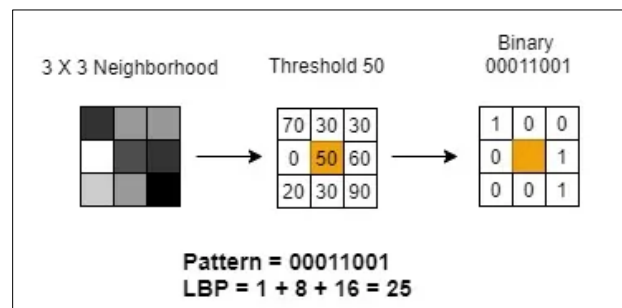 3 X 3 Neighborhood
Threshold 50
Binary
00011001
70 30 30
0 50 60
20 30 90
1 0 0
0 1
0 0 1
Pattern = 00011001
LBP = 1 + 8 + 16 = 25